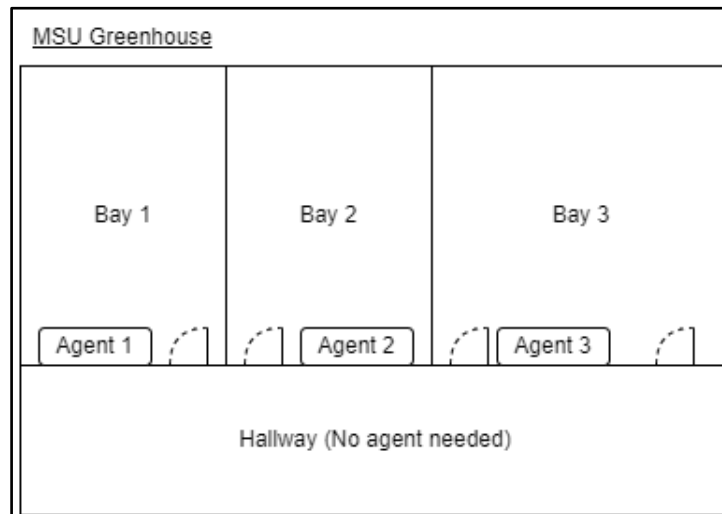 MSU Greenhouse
Bay 1
Bay 2
Bay 3
Agent 1
Agent 2
Agent 3
Hallway (No agent needed)